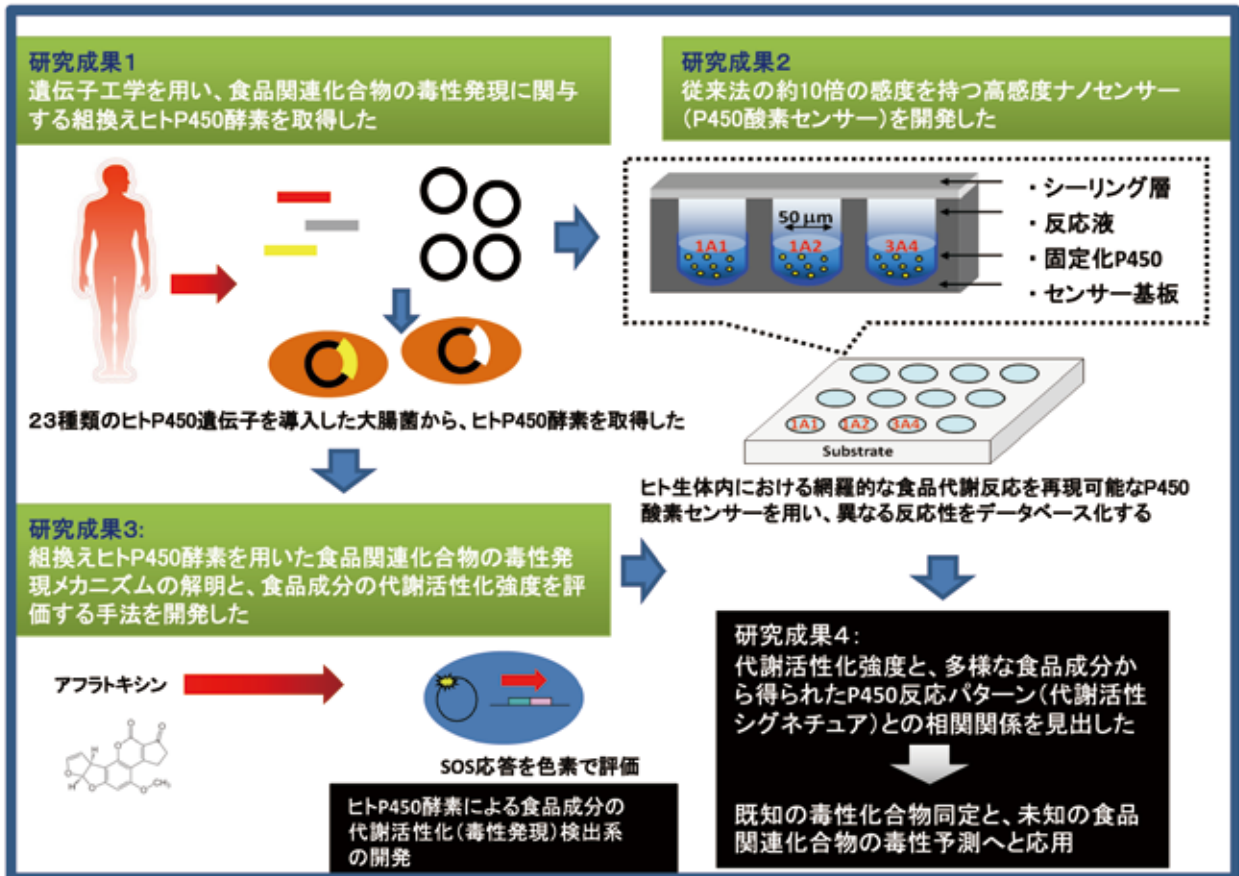 研究成果1
遺伝子工学を用い、食品関連化合物の毒性発現に関与
する組換えヒトP450酵素を取得した
23種類のヒトP450遺伝子を導入した大腸菌から、ヒトP450酵素を取得した
研究成果2
従来法の約10倍の感度を持つ高感度ナノセンサー
(P450酸素センサー)を開発した
50 μm
1A1
1A2
3A4
・シーリング層
・反応液
・固定化P450
・センサー基板
1A1
1A2
3A4
Substrate
ヒト生体内における網羅的な食品代謝反応を再現可能なP450
酸素センサーを用い、異なる反応性をデータベース化する
研究成果3:
組換えヒトP450酵素を用いた食品関連化合物の毒性発
現メカニズムの解明と、食品成分の代謝活性化強度を評
価する手法を開発した
アフラトキシン
O
O
O
H
O
H
O
O
CH₃
SOS応答を色素で評価
ヒトP450酵素による食品成分の
代謝活性化(毒性発現)検出系
の開発
研究成果4:
代謝活性化強度と、多様な食品成分か
ら得られたP450反応パターン(代謝活性
シグネチュア)との相関関係を見出した
既知の毒性化合物同定と、未知の食品
関連化合物の毒性予測へと応用